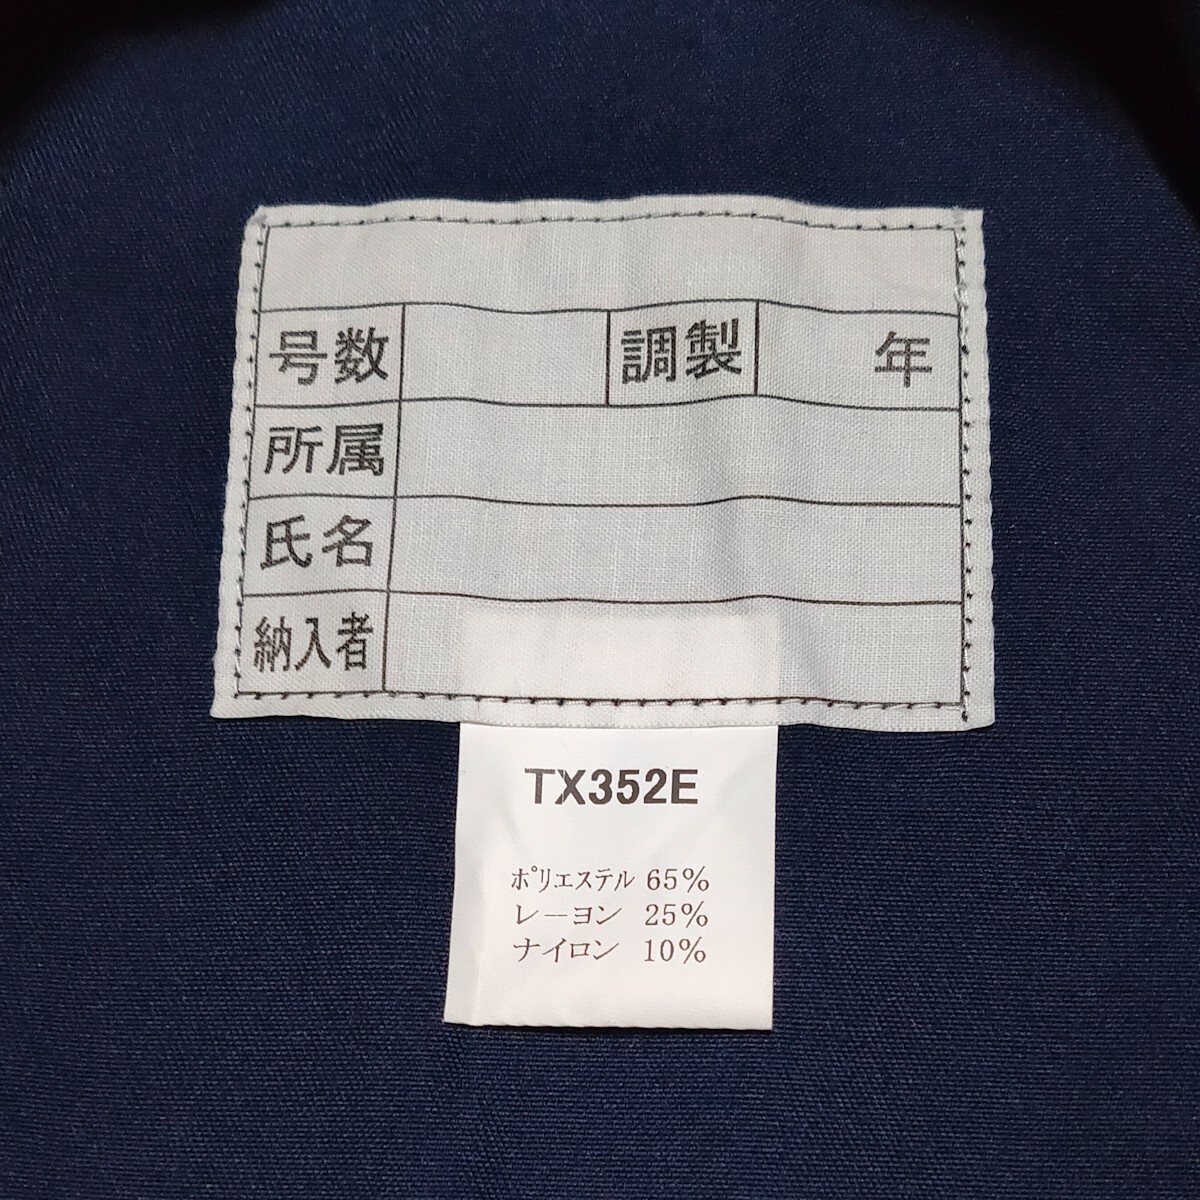 号数 調製 年
所属
氏名
納入者
TX352E
ポリエステル 65%
レーヨン 25%
ナイロン 10%